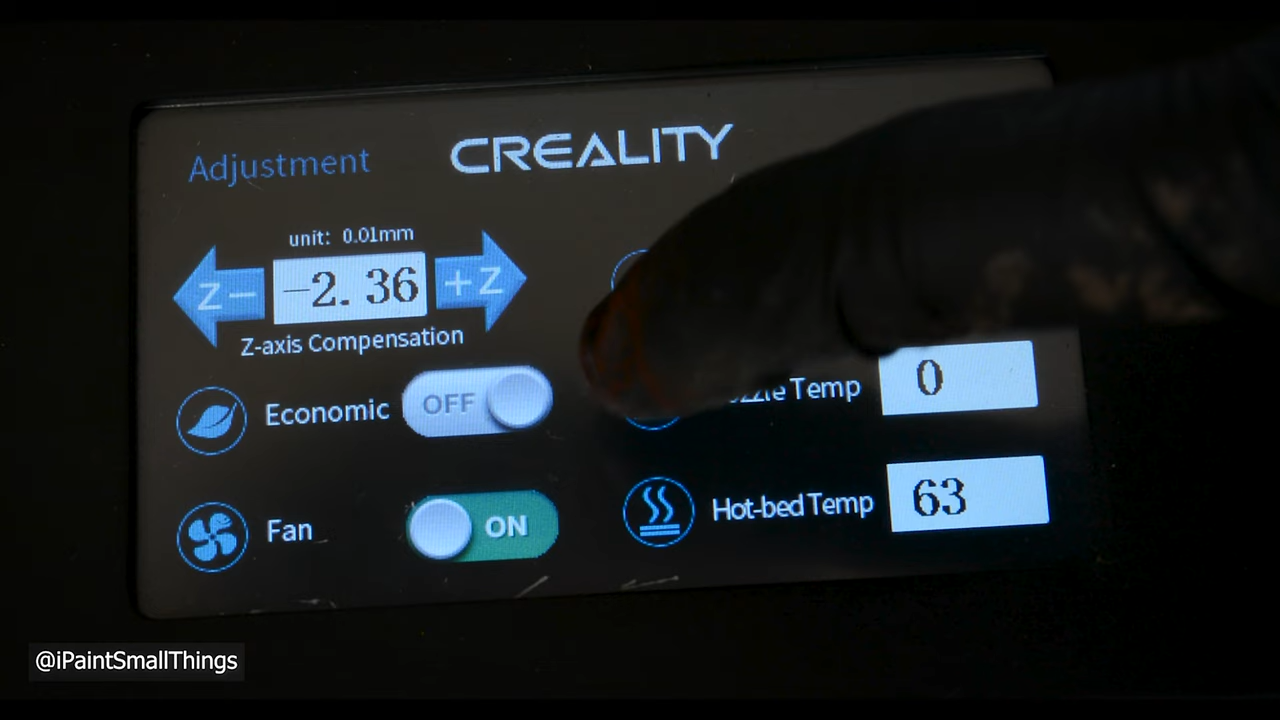 Adjustment
CREALITY
unit: 0.01mm
Z−
−2.36
+Z
Z-axis Compensation
Economic
OFF
Temp
0
Fan
ON
Hot-bed Temp
63
@iPaintSmallThings